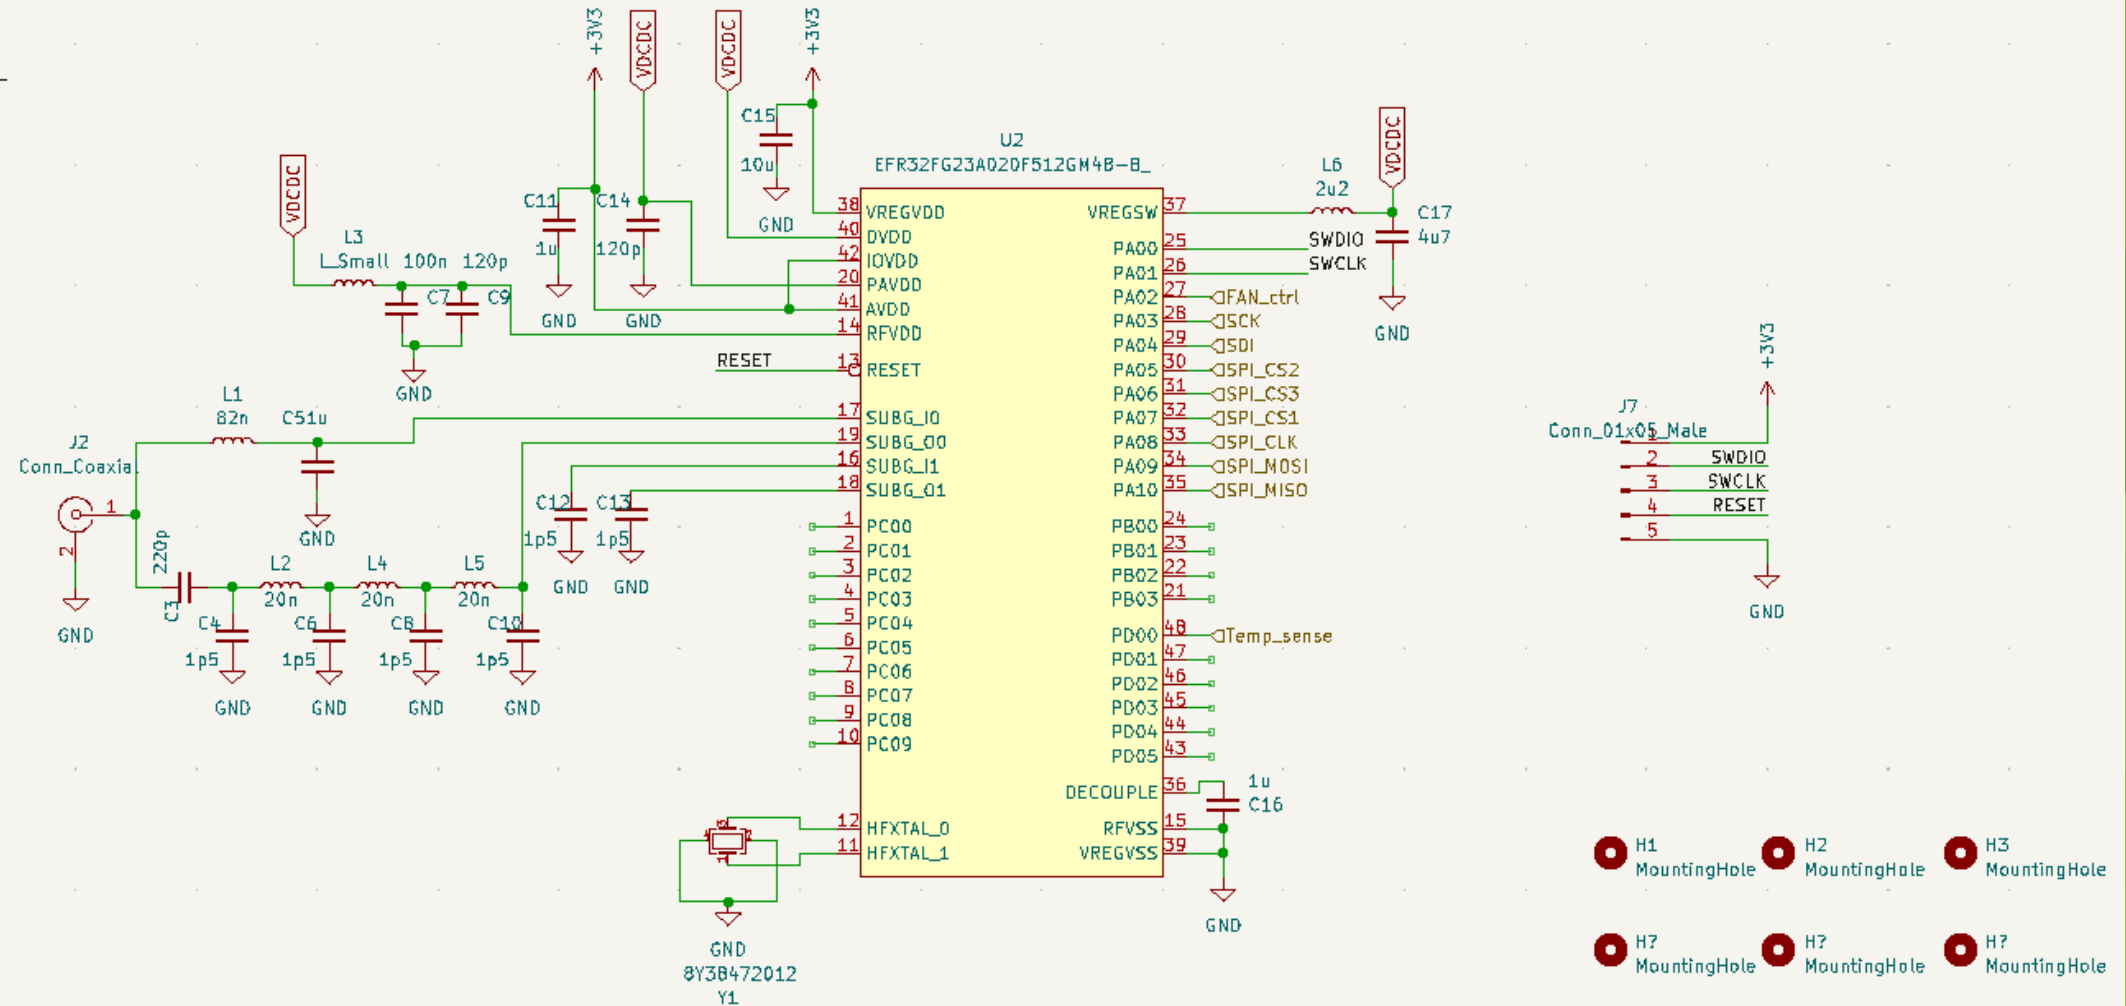 +3V3
VDCDC
VDCDC
+3V3
VDCDC
VDCDC
C15
10u
GND
U2
EFR32FG23A020F512GM48-B_
L6
2u2
C17
4u7
GND
C11
1u
GND
C14
120p
GND
L3
L_Small
100n
120p
C7
C9
GND
38 VREGVDD
40 DVDD
42 IOVDD
20 PAVDD
41 AVDD
14 RFVDD
RESET
13 RESET
17 SUBG_I0
19 SUBG_O0
16 SUBG_I1
18 SUBG_O1
1 PC00
2 PC01
3 PC02
4 PC03
5 PC04
6 PC05
7 PC06
8 PC07
9 PC08
10 PC09
12 HFXTAL_0
11 HFXTAL_1
VREGSW 37
PA00 25 SWDIO
PA01 26 SWCLK
PA02 27 FAN_ctrl
PA03 28 SCK
PA04 29 SDI
PA05 30 SPI_CS2
PA06 31 SPI_CS3
PA07 32 SPI_CS1
PA08 33 SPI_CLK
PA09 34 SPI_MOSI
PA10 35 SPI_MISO
PB00 24
PB01 23
PB02 22
PB03 21
PD00 48 Temp_sense
PD01 47
PD02 46
PD03 45
PD04 44
PD05 43
DECOUPLE 36
RFVSS 15
VREGVSS 39
1u
C16
GND
L1
82n
C51u
GND
J2
Conn_Coaxial
1
2
GND
220p
C3
L2
20n
L4
20n
L5
20n
C4
1p5
GND
C6
1p5
GND
C8
1p5
GND
C10
1p5
GND
C12
1p5
GND
C13
1p5
GND
3
4
2
1
GND
8Y38472012
Y1
+3V3
J7
Conn_01x05_Male
1
2 SWDIO
3 SWCLK
4 RESET
5
GND
H1
MountingHole
H2
MountingHole
H3
MountingHole
H?
MountingHole
H?
MountingHole
H?
MountingHole